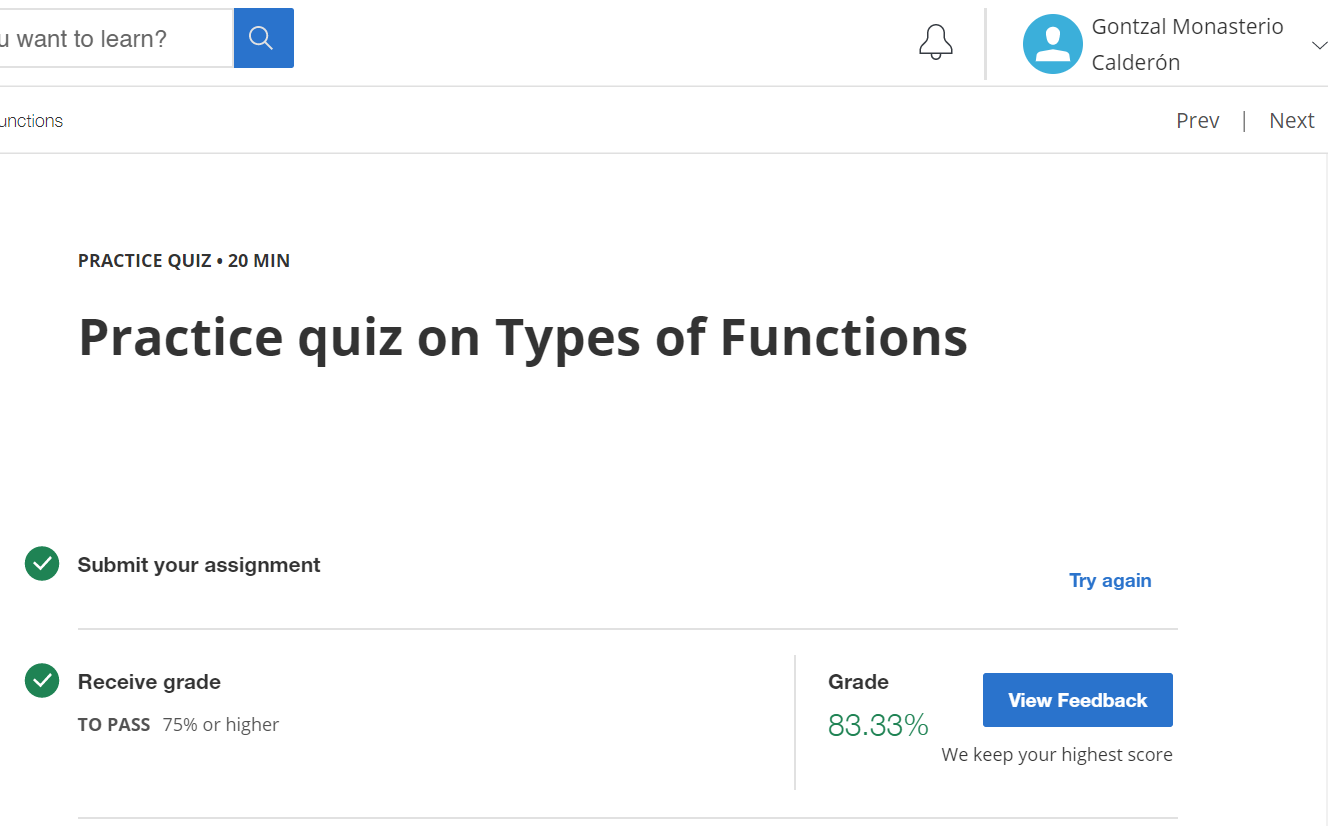 u want to learn?
Gontzal Monasterio
Calderón
unctions
Prev | Next
PRACTICE QUIZ • 20 MIN
Practice quiz on Types of Functions
Submit your assignment
Try again
Receive grade
TO PASS 75% or higher
Grade
83.33%
View Feedback
We keep your highest score